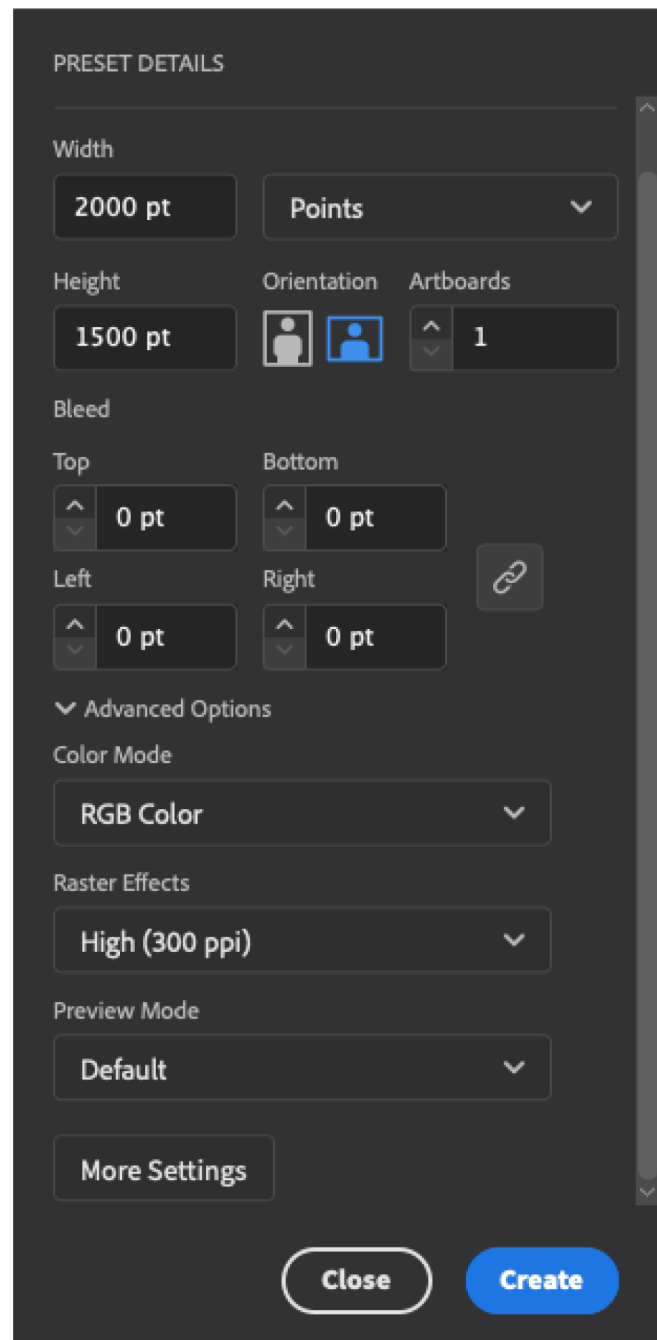 PRESET DETAILS
Width
2000 pt Points
Height Orientation Artboards
1500 pt 1
Bleed
Top Bottom
0 pt 0 pt
Left Right
0 pt 0 pt
Advanced Options
Color Mode
RGB Color
Raster Effects
High (300 ppi)
Preview Mode
Default
More Settings
Close Create